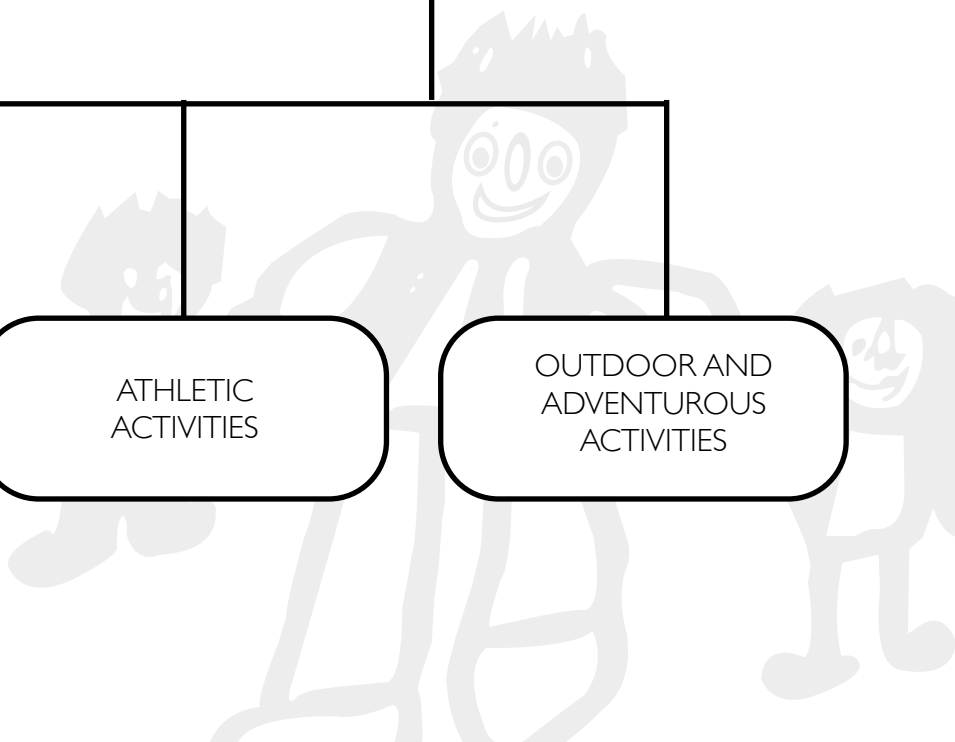 ATHLETIC
ACTIVITIES
OUTDOOR AND
ADVENTUROUS
ACTIVITIES